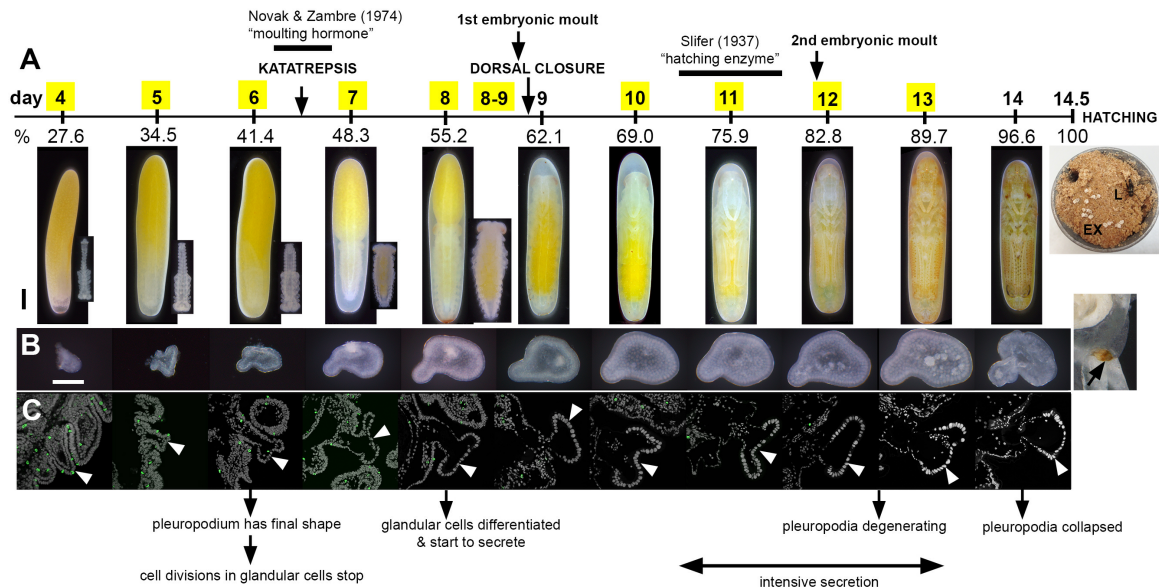 Novak & Zambre (1974)
“moulting hormone”
1st embryonic moult
Slifer (1937)
“hatching enzyme”
2nd embryonic moult
A
KATATREPSIS
DORSAL CLOSURE
day 4 5 6 7 8 8-9 9 10 11 12 13 14 14.5
HATCHING
% 27.6 34.5 41.4 48.3 55.2 62.1 69.0 75.9 82.8 89.7 96.6 100
L
EX
B
C
pleuropodium has final shape
cell divisions in glandular cells stop
glandular cells differentiated
& start to secrete
pleuropodia degenerating
pleuropodia collapsed
intensive secretion